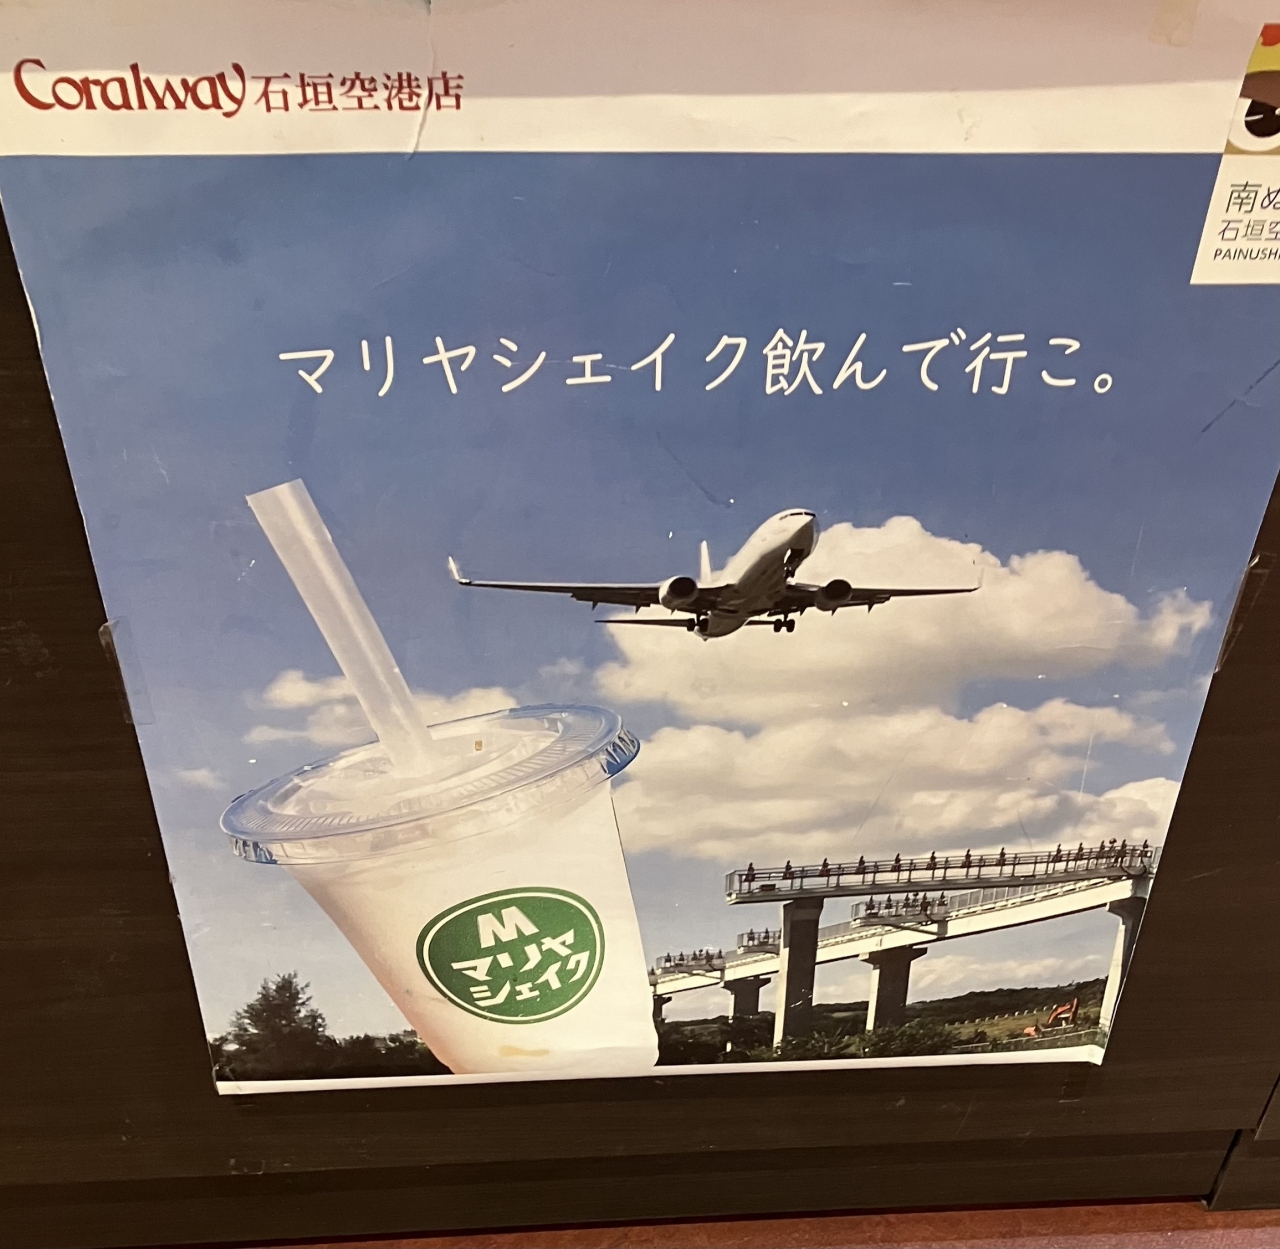 Coralway石垣空港店
南ぬ
石垣空
PAINUSH
マリヤシェイク飲んで行こ。
M
マリヤ
シェイク